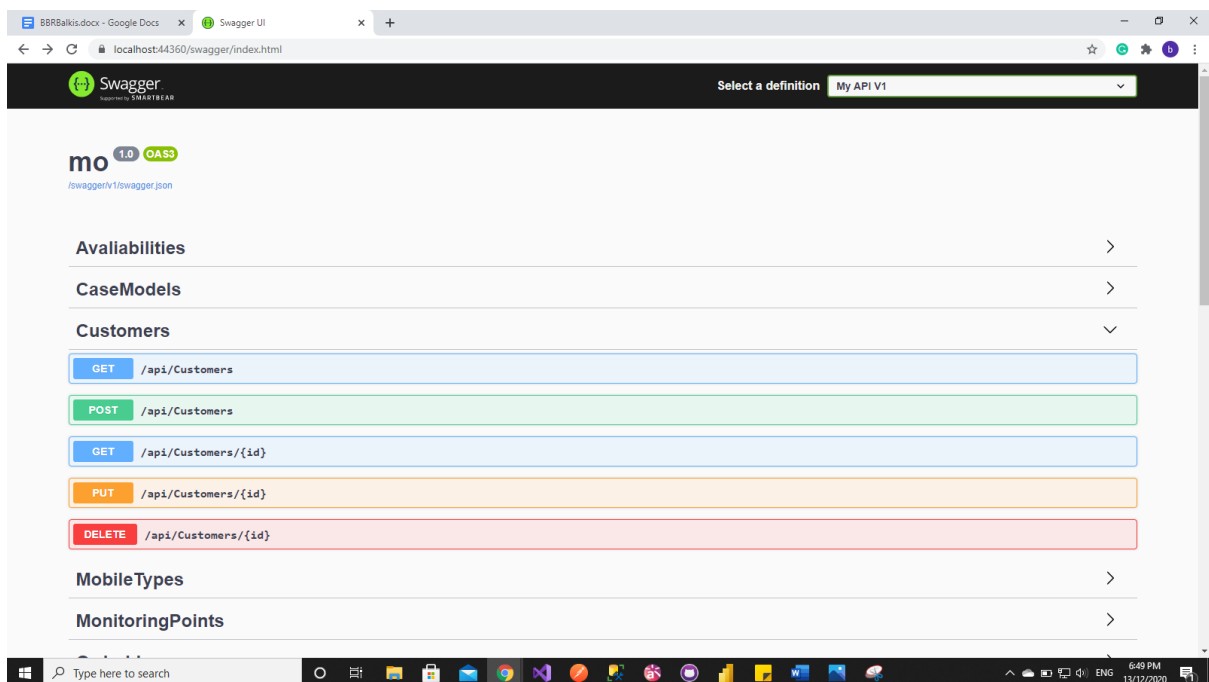 BBRBalkis.docx - Google Docs
Swagger UI
localhost:44360/swagger/index.html
b
Swagger
Supported by SMARTBEAR
Select a definition
My API V1
mo 1.0 OAS3
/swagger/v1/swagger.json
Avaliabilities
CaseModels
Customers
GET /api/Customers
POST /api/Customers
GET /api/Customers/{id}
PUT /api/Customers/{id}
DELETE /api/Customers/{id}
MobileTypes
MonitoringPoints
Type here to search
ENG
6:49 PM
13/12/2020